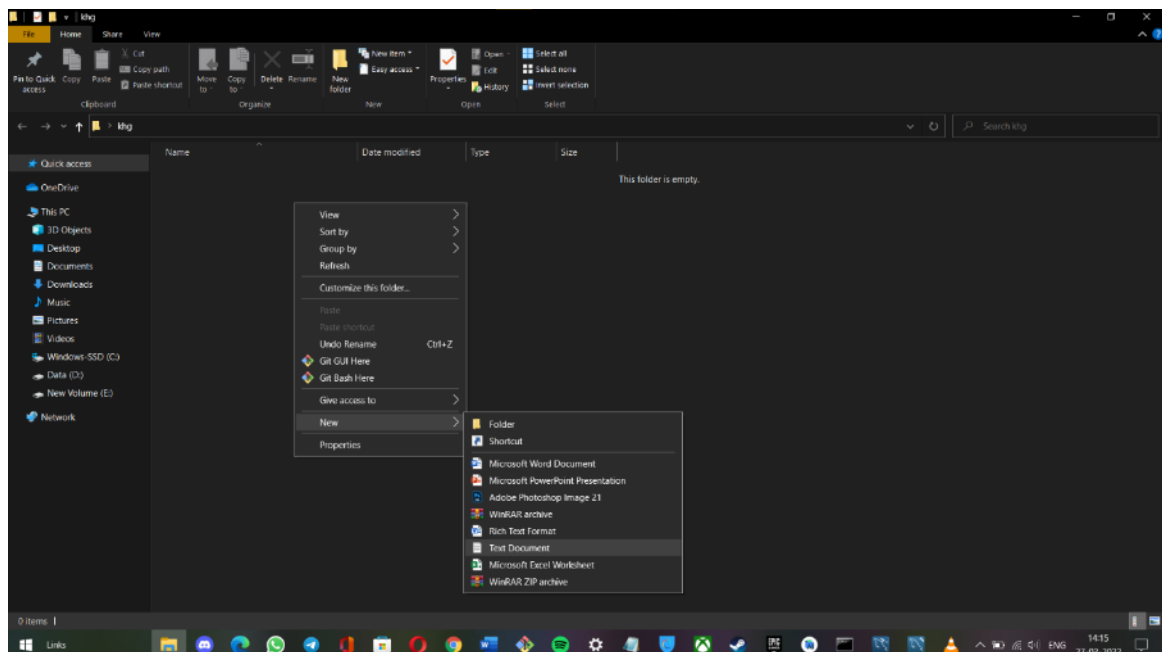 khg
File Home Share View
Pin to Quick access
Copy
Paste
Cut
Copy path
Paste shortcut
Clipboard
Move to
Copy to
Delete
Rename
Organize
New folder
New item
Easy access
New
Properties
Open
Edit
History
Open
Select all
Select none
Invert selection
Select
khg
Search khg
Name Date modified Type Size
This folder is empty.
Quick access
OneDrive
This PC
3D Objects
Desktop
Documents
Downloads
Music
Pictures
Videos
Windows-SSD (C:)
Data (D:)
New Volume (E:)
Network
View
Sort by
Group by
Refresh
Customize this folder...
Paste
Paste shortcut
Undo Rename Ctrl+Z
Git GUI Here
Git Bash Here
Give access to
New
Properties
Folder
Shortcut
Microsoft Word Document
Microsoft PowerPoint Presentation
Adobe Photoshop Image 21
WinRAR archive
Rich Text Format
Text Document
Microsoft Excel Worksheet
WinRAR ZIP archive
0 items
Links
ENG
14:15